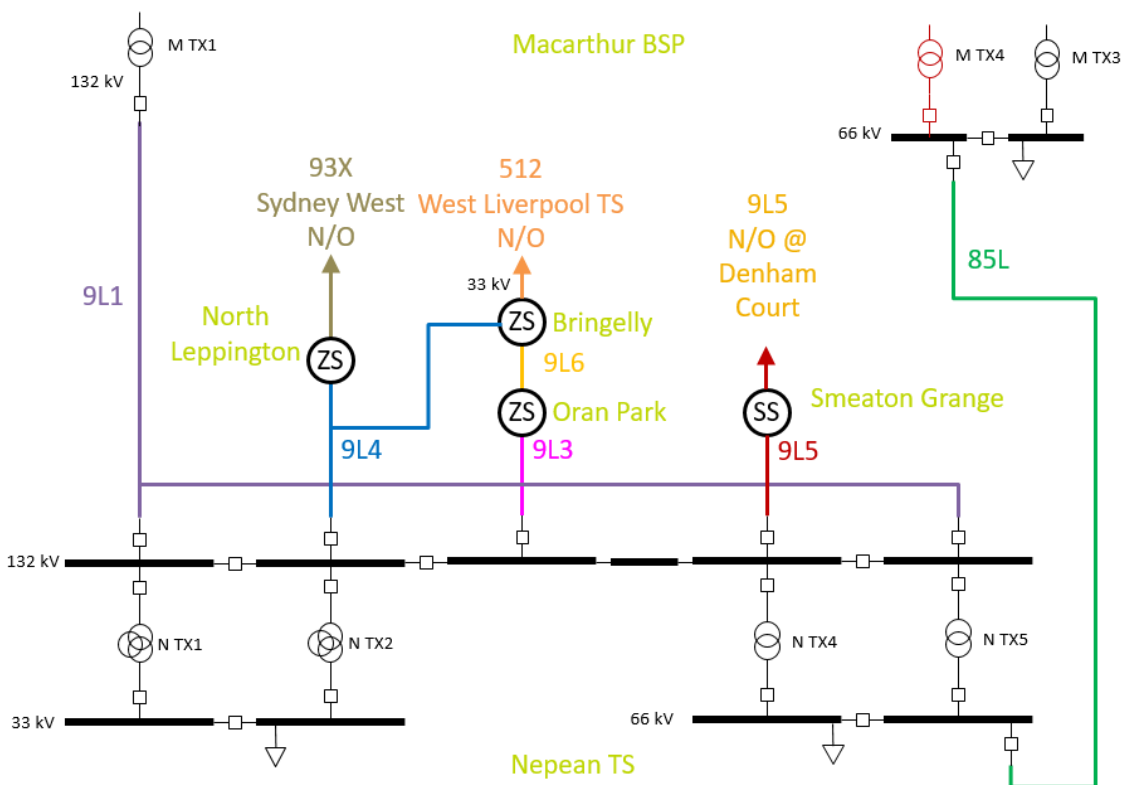 Macarthur BSP
M TX1
132 kV
M TX4
M TX3
66 kV
93X
Sydney West
N/O
512
West Liverpool TS
N/O
9L5
N/O @
Denham
Court
85L
9L1
33 kV
North
Leppington
ZS
ZS
Bringelly
9L6
ZS
Oran Park
SS
Smeaton Grange
9L4
9L3
9L5
132 kV
N TX1
N TX2
N TX4
N TX5
33 kV
66 kV
Nepean TS